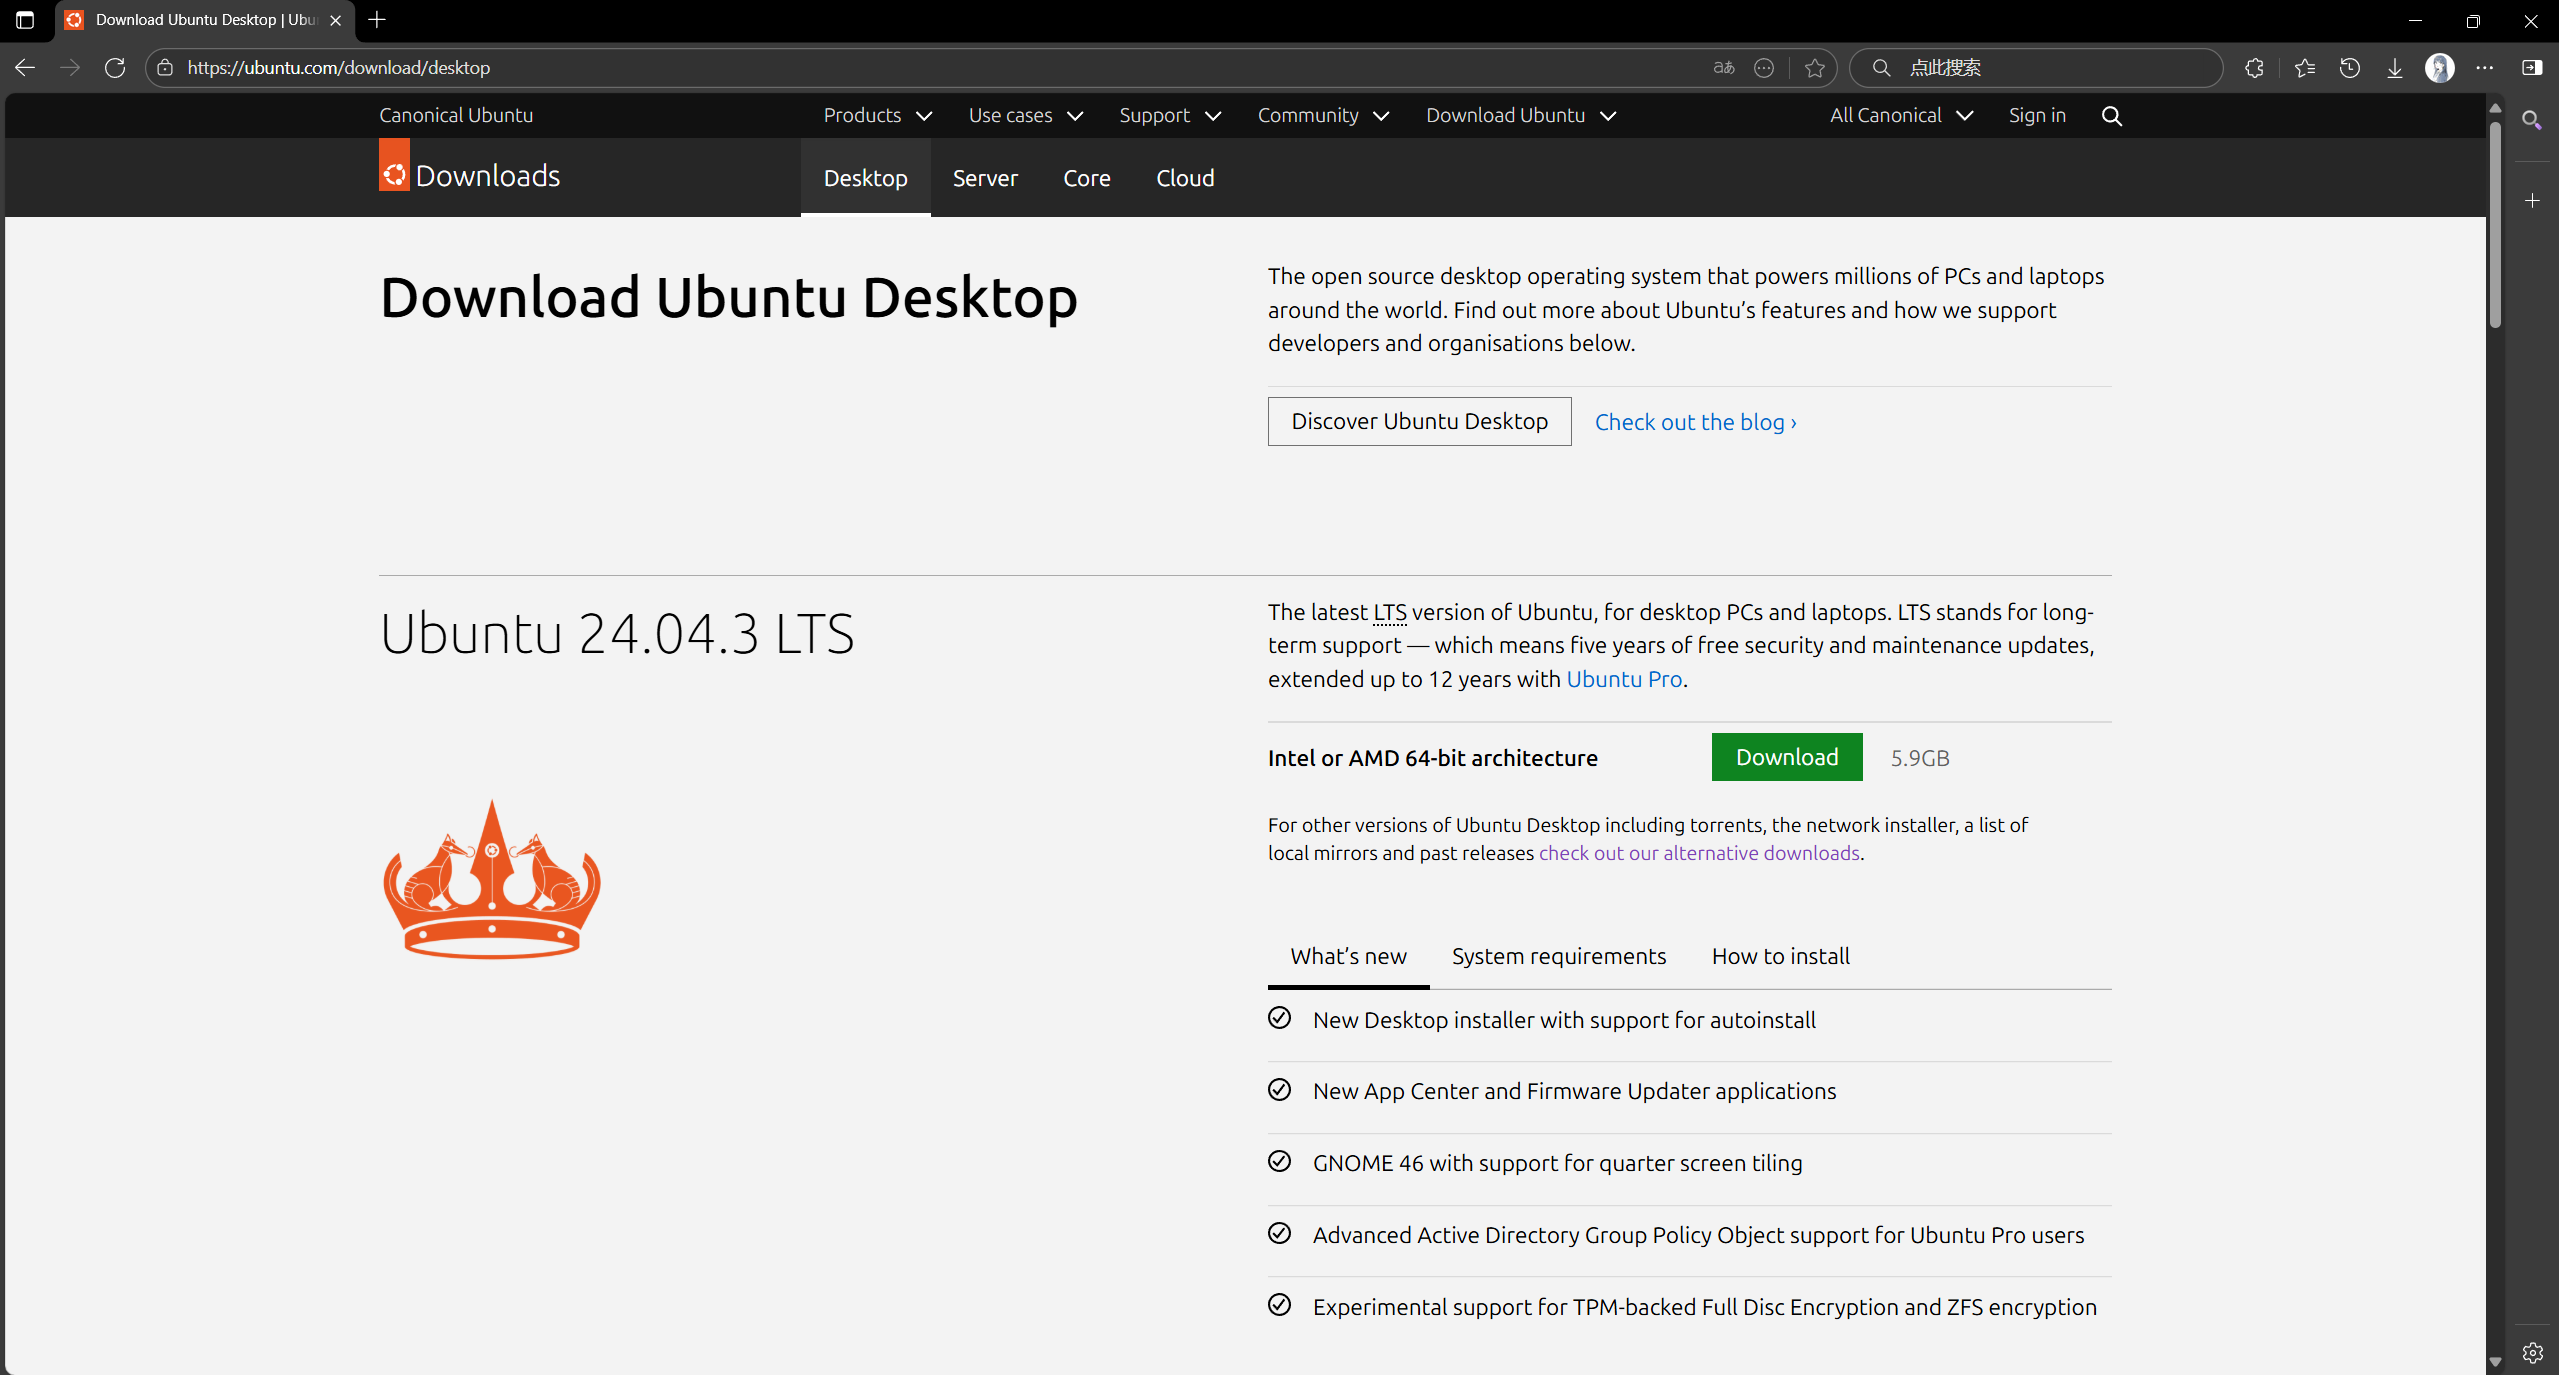 Download Ubuntu Desktop | Ubu
https://ubuntu.com/download/desktop
aあ
点此搜索
Canonical Ubuntu
Products
Use cases
Support
Community
Download Ubuntu
All Canonical
Sign in
Downloads
Desktop
Server
Core
Cloud
Download Ubuntu Desktop
The open source desktop operating system that powers millions of PCs and laptops
around the world. Find out more about Ubuntu’s features and how we support
developers and organisations below.
Discover Ubuntu Desktop
Check out the blog ›
Ubuntu 24.04.3 LTS
The latest LTS version of Ubuntu, for desktop PCs and laptops. LTS stands for long-
term support — which means five years of free security and maintenance updates,
extended up to 12 years with Ubuntu Pro.
Intel or AMD 64-bit architecture
Download
5.9GB
For other versions of Ubuntu Desktop including torrents, the network installer, a list of
local mirrors and past releases check out our alternative downloads.
What’s new
System requirements
How to install
New Desktop installer with support for autoinstall
New App Center and Firmware Updater applications
GNOME 46 with support for quarter screen tiling
Advanced Active Directory Group Policy Object support for Ubuntu Pro users
Experimental support for TPM-backed Full Disc Encryption and ZFS encryption